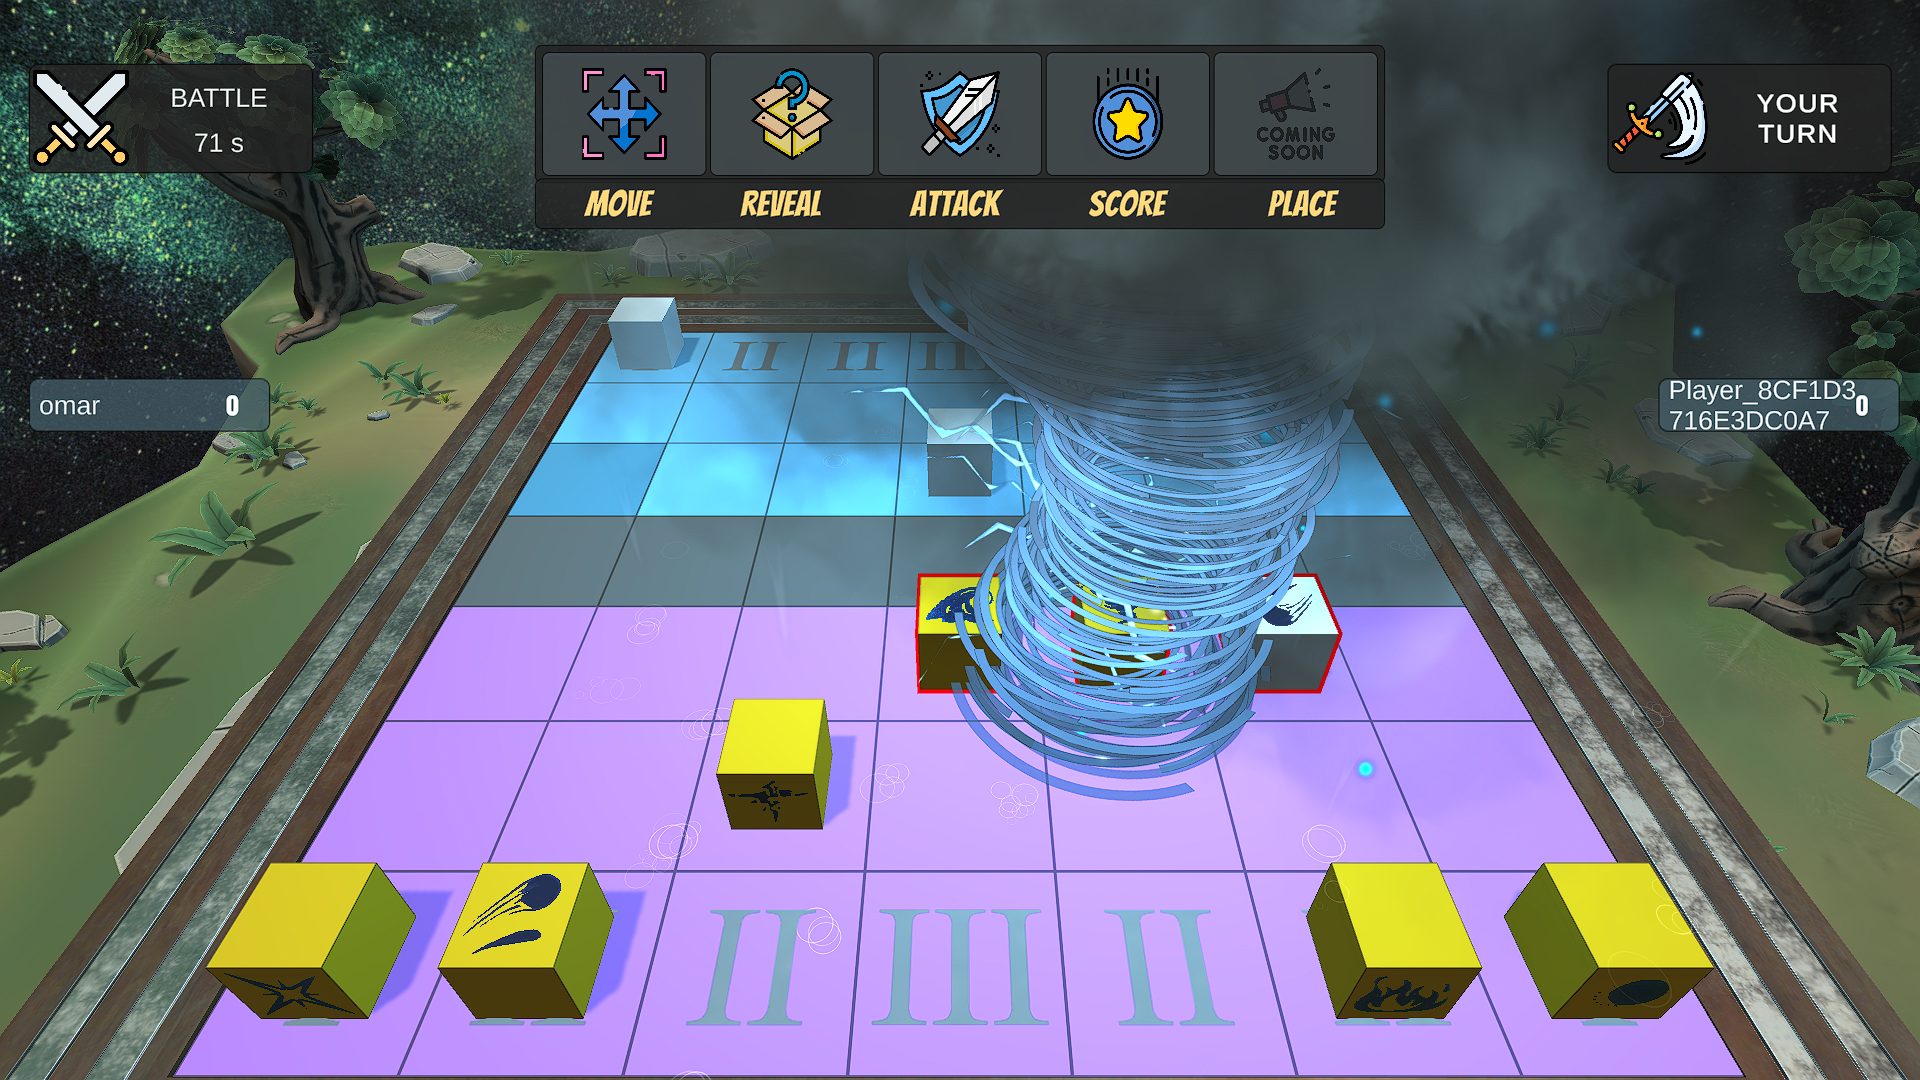 BATTLE
71 s
MOVE
REVEAL
ATTACK
SCORE
COMING
SOON
PLACE
YOUR
TURN
omar 0
Player_8CF1D3
716E3DC0A7 0
II II III
II III II